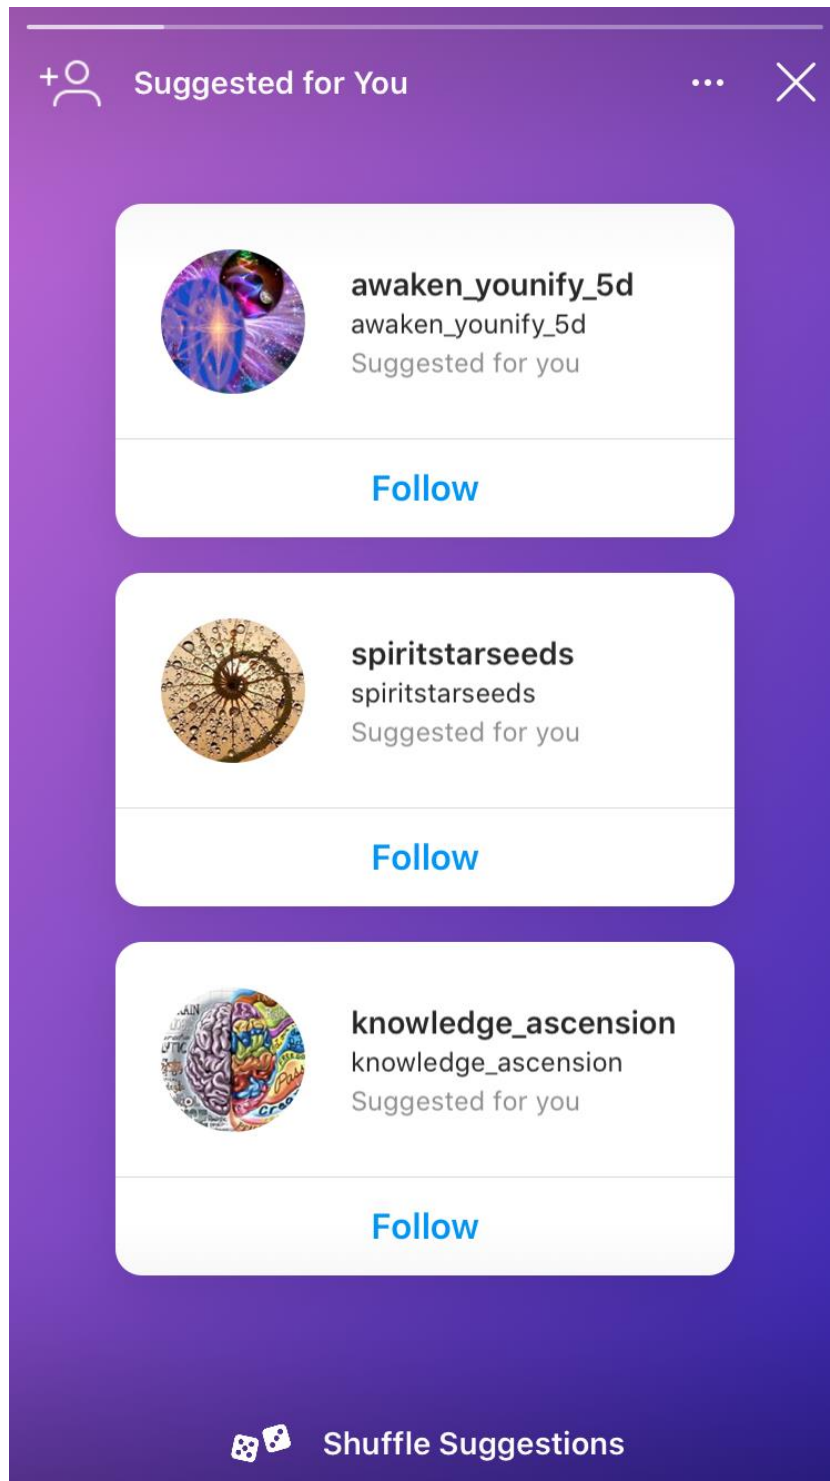 Suggested for You
awaken_younify_5d
awaken_younify_5d
Suggested for you
Follow
spiritstarseeds
spiritstarseeds
Suggested for you
Follow
knowledge_ascension
knowledge_ascension
Suggested for you
Follow
Shuffle Suggestions